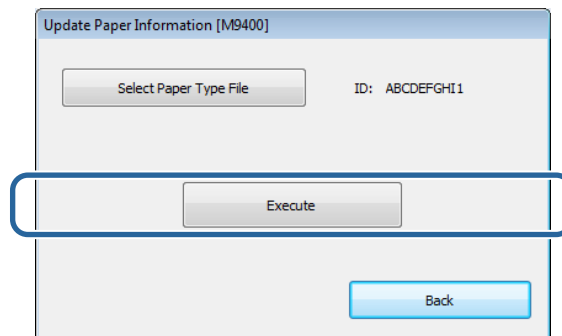 Update Paper Information [M9400]
Select Paper Type File
ID: ABCDEFGHI1
Execute
Back